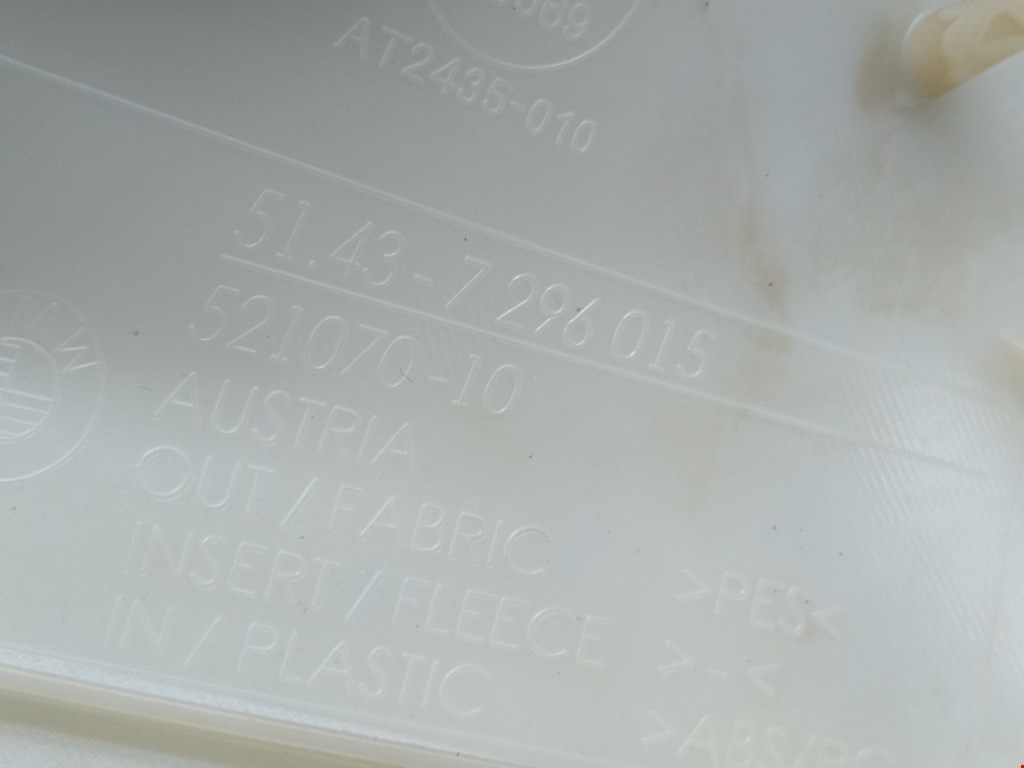 AT2435-010
51.43-7 296 015
521070-10
AUSTRIA
OUT/FABRIC >PES<
INSERT/FLEECE >-<
IN/PLASTIC